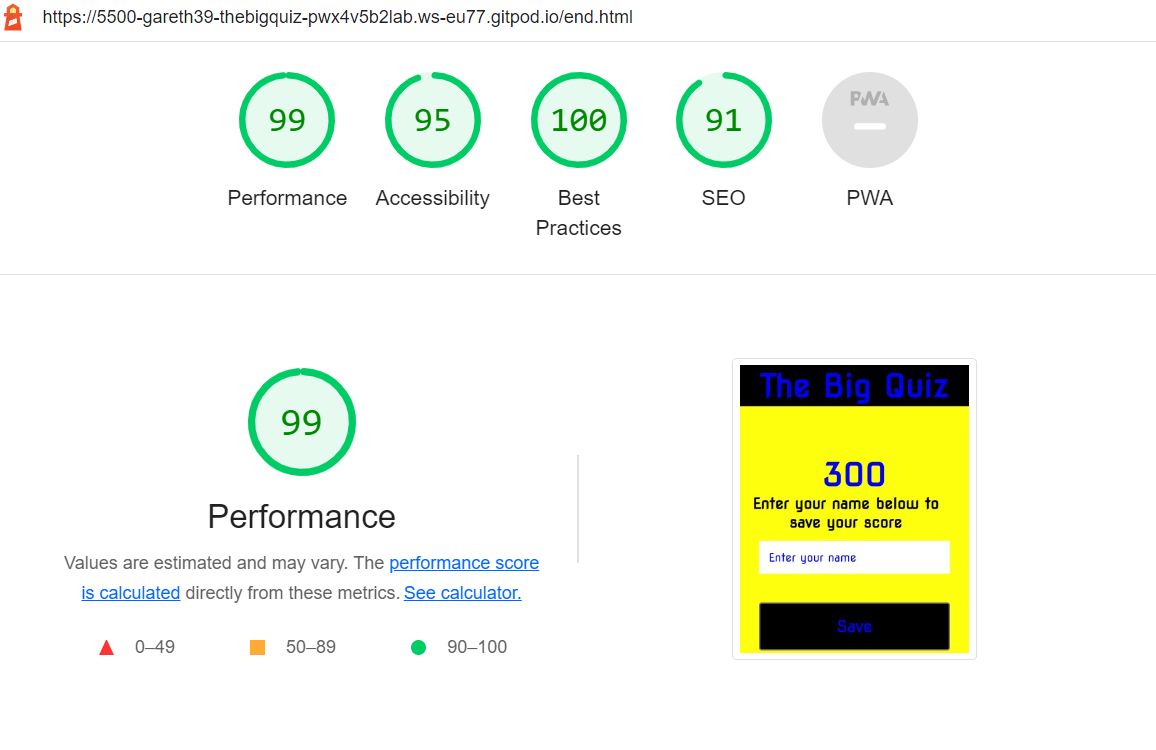 https://5500-gareth39-thebigquiz-pwx4v5b2lab.ws-eu77.gitpod.io/end.html
99
95
100
91
PWA
Performance
Accessibility
Best
Practices
SEO
PWA
99
Performance
Values are estimated and may vary. The performance score
is calculated directly from these metrics. See calculator.
0–49
50–89
90–100
The Big Quiz
300
Enter your name below to
save your score
Enter your name
Save